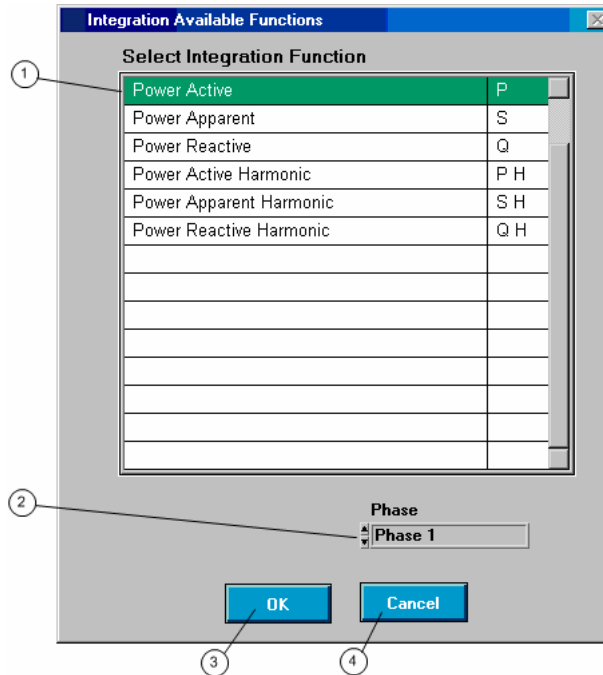 Integration Available Functions
Select Integration Function
1
Power Active P
Power Apparent S
Power Reactive Q
Power Active Harmonic P H
Power Apparent Harmonic S H
Power Reactive Harmonic Q H
2
Phase
Phase 1
OK Cancel
3 4